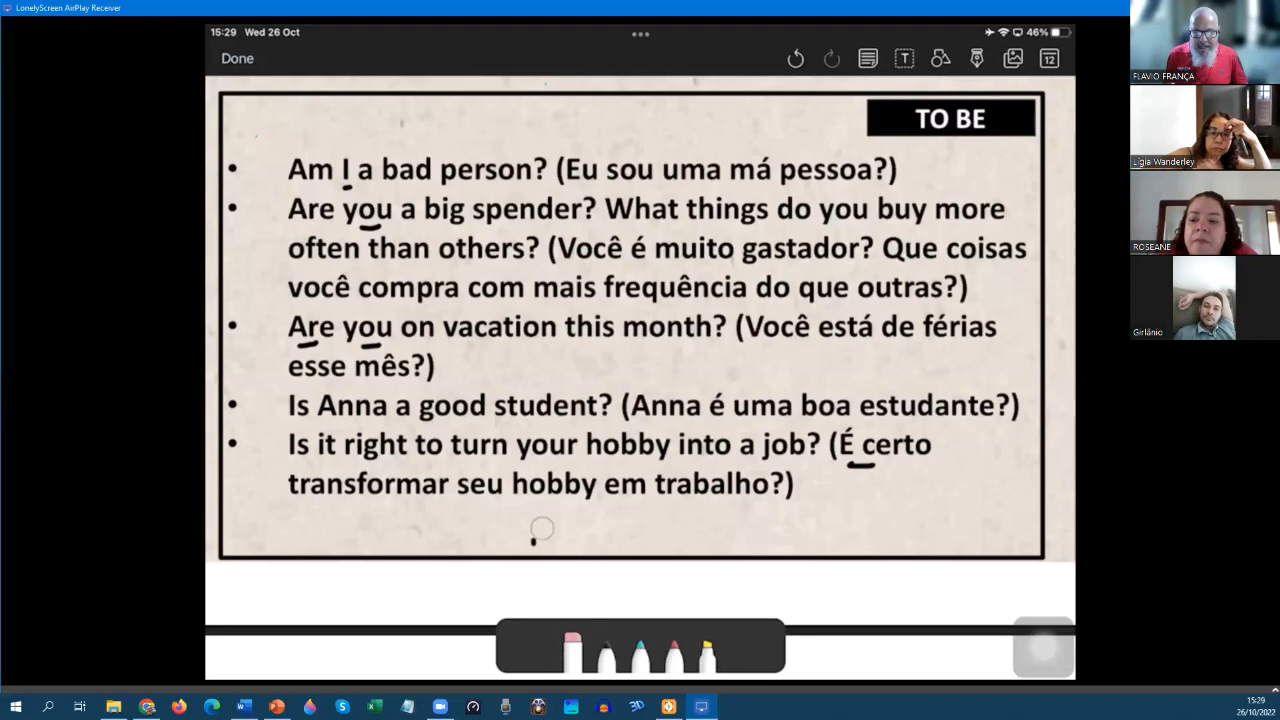 LonelyScreen AirPlay Receiver
15:29 Wed 26 Oct
46%
Done
T
12
TO BE
• Am I a bad person? (Eu sou uma má pessoa?)
• Are you a big spender? What things do you buy more
often than others? (Você é muito gastador? Que coisas
você compra com mais frequência do que outras?)
• Are you on vacation this month? (Você está de férias
esse mês?)
• Is Anna a good student? (Anna é uma boa estudante?)
• Is it right to turn your hobby into a job? (É certo
transformar seu hobby em trabalho?)
FLAVIO FRANÇA
Ligia Wanderley
ROSEANE
Girlânio
15:29
26/10/2022